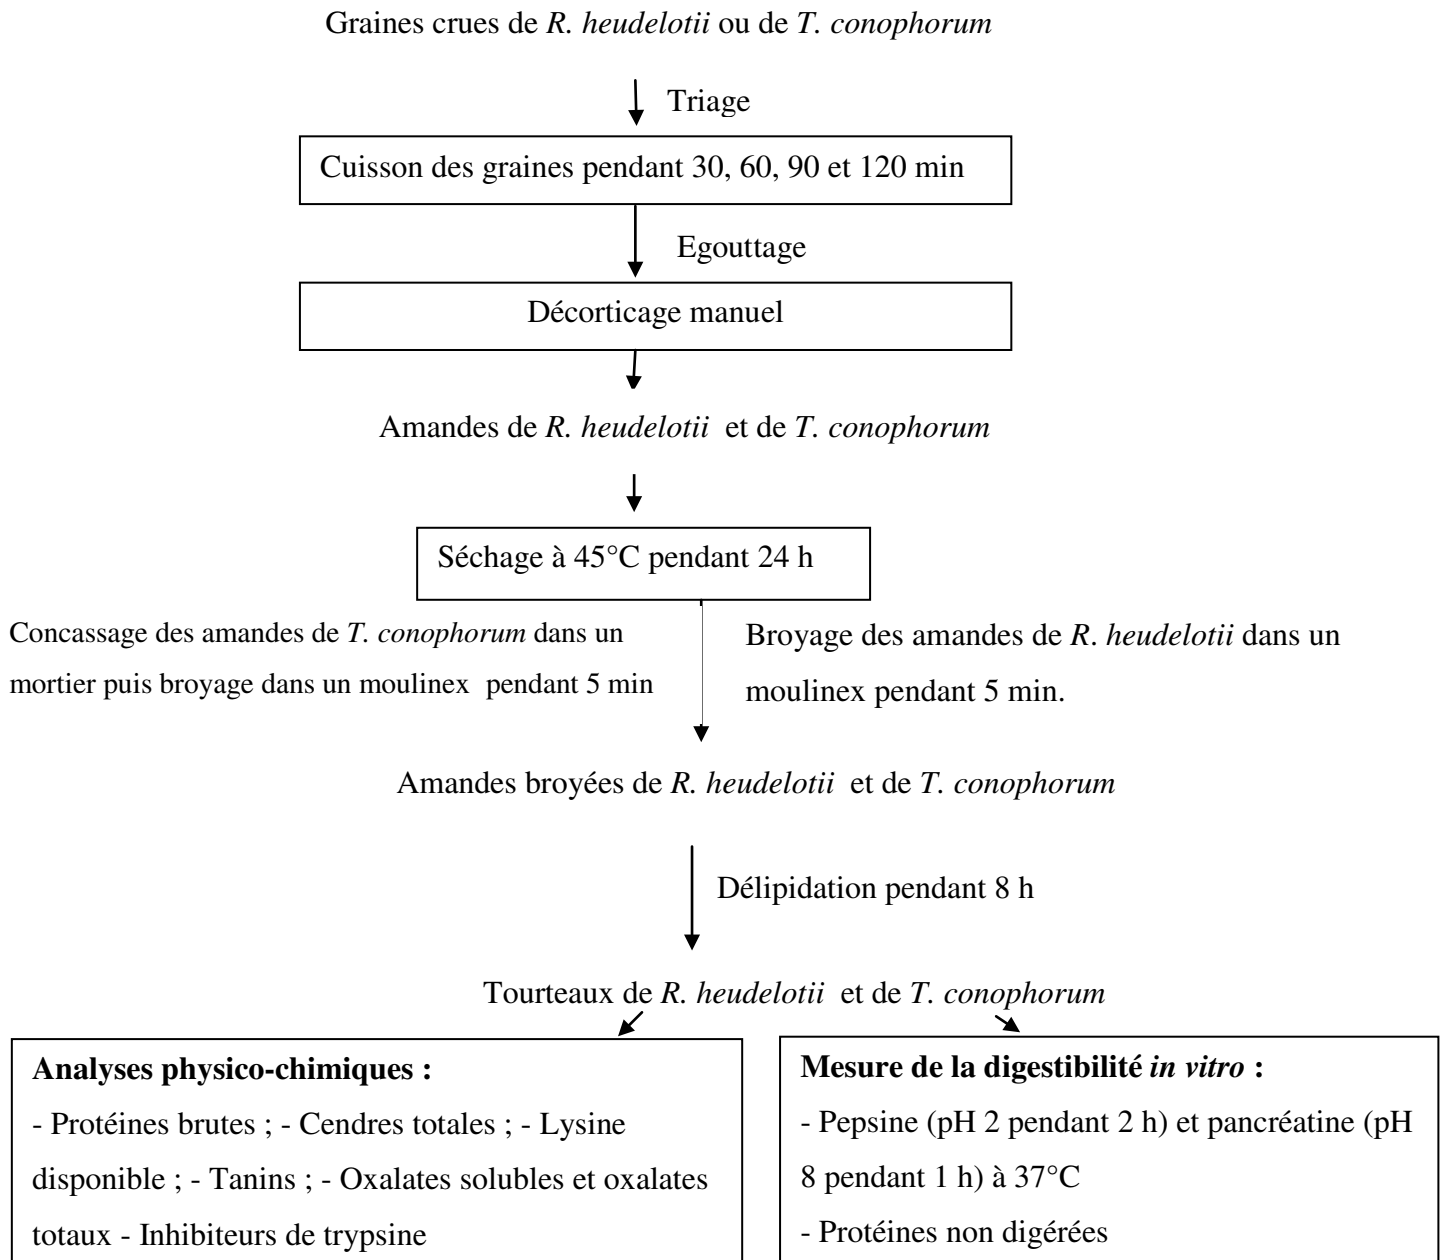 Graines crues de R. heudelotii ou de T. conophorum
Triage
Cuisson des graines pendant 30, 60, 90 et 120 min
Egouttage
Décorticage manuel
Amandes de R. heudelotii et de T. conophorum
Séchage à 45°C pendant 24 h
Concassage des amandes de T. conophorum dans un
mortier puis broyage dans un moulinex pendant 5 min
Broyage des amandes de R. heudelotii dans un
moulinex pendant 5 min.
Amandes broyées de R. heudelotii et de T. conophorum
Délipidation pendant 8 h
Tourteaux de R. heudelotii et de T. conophorum
Analyses physico-chimiques :
- Protéines brutes ; - Cendres totales ; - Lysine
disponible ; - Tanins ; - Oxalates solubles et oxalates
totaux - Inhibiteurs de trypsine
Mesure de la digestibilité in vitro :
- Pepsine (pH 2 pendant 2 h) et pancréatine (pH
8 pendant 1 h) à 37°C
- Protéines non digérées